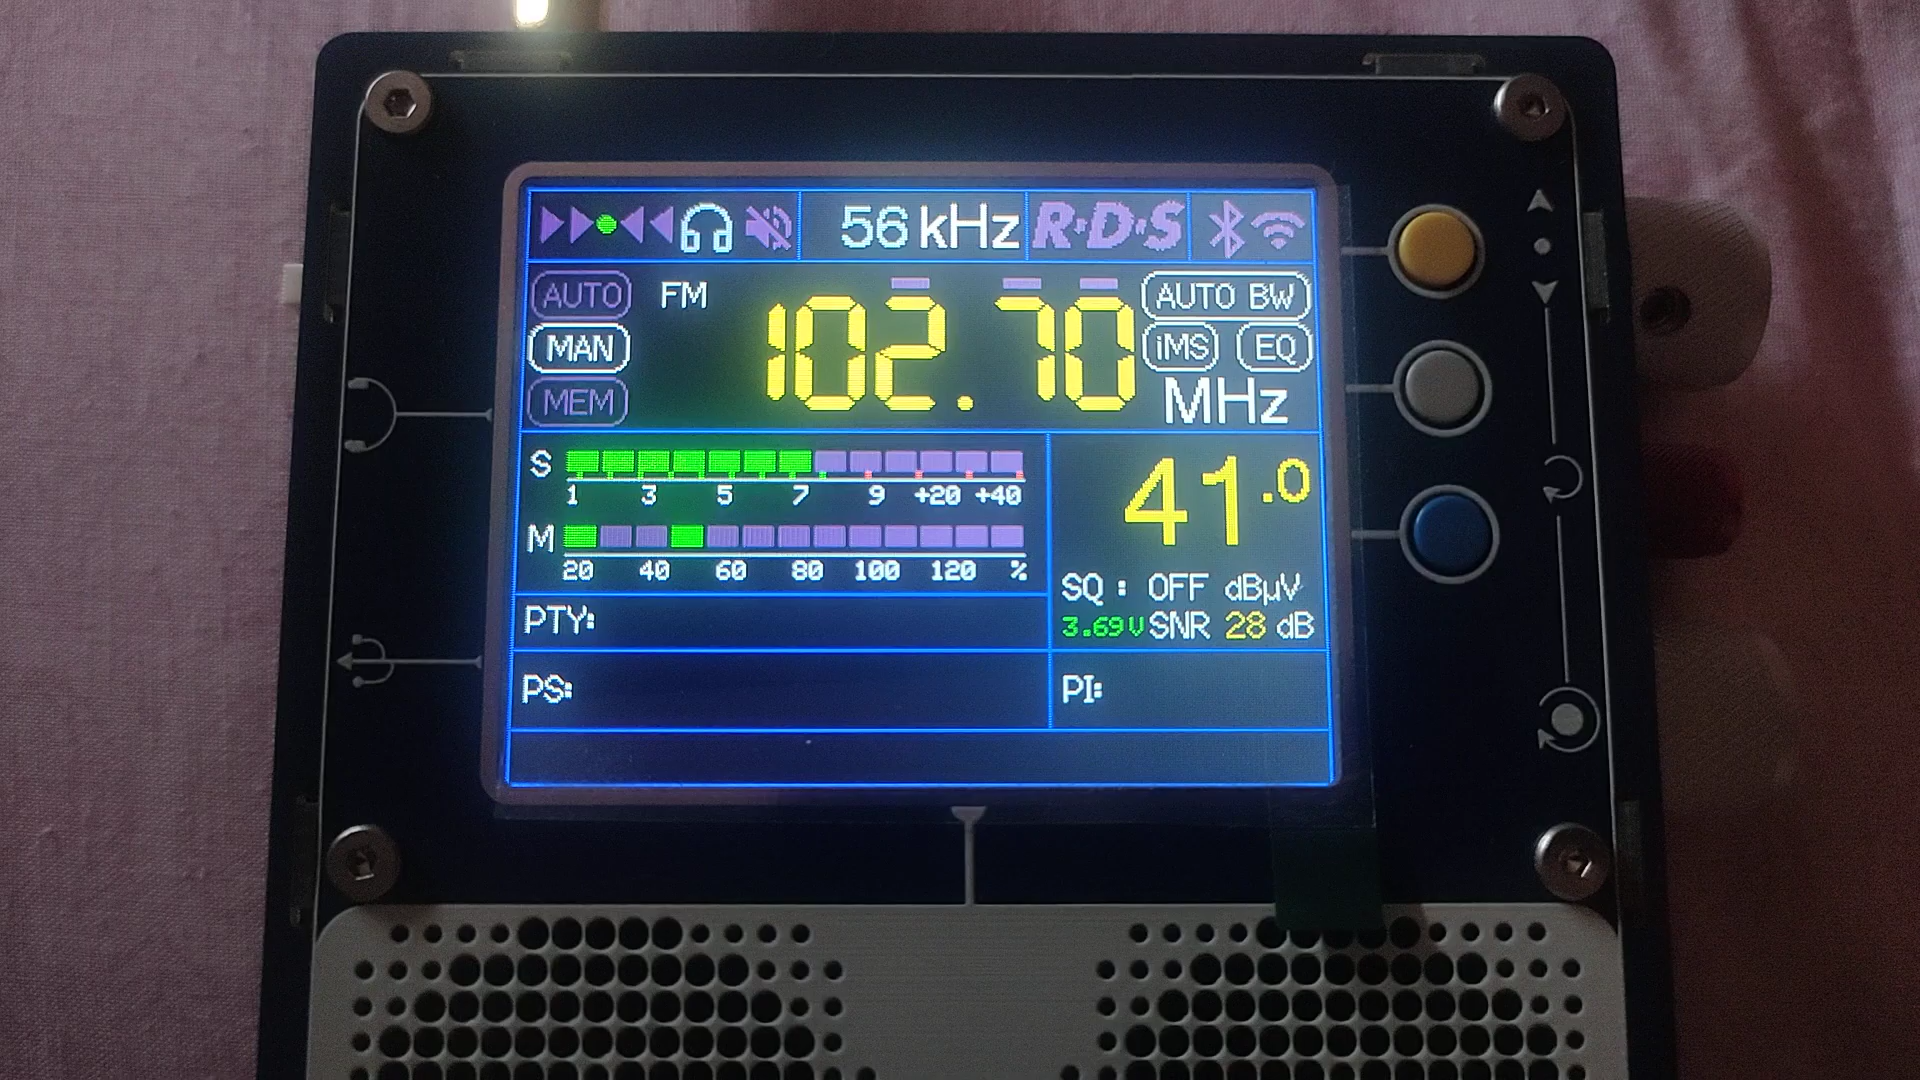 56 kHz R·D·S
AUTO FM 102.70 AUTO BW
MAN iMS EQ
MEM MHz
S
1 3 5 7 9 +20 +40
41.0
M
20 40 60 80 100 120 %
SQ: OFF dBµV
PTY:
3.69V SNR 28 dB
PS: PI: